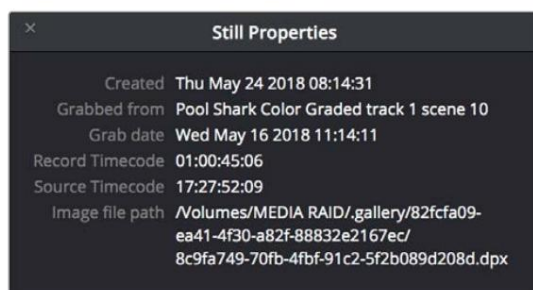 Still Properties
Created Thu May 24 2018 08:14:31
Grabbed from Pool Shark Color Graded track 1 scene 10
Grab date Wed May 16 2018 11:14:11
Record Timecode 01:00:45:06
Source Timecode 17:27:52:09
Image file path /Volumes/MEDIA RAID/.gallery/82fcfa09-
ea41-4f30-a82f-88832e2167ec/
8c9fa749-70fb-4fbf-91c2-5f2b089d208d.dpx